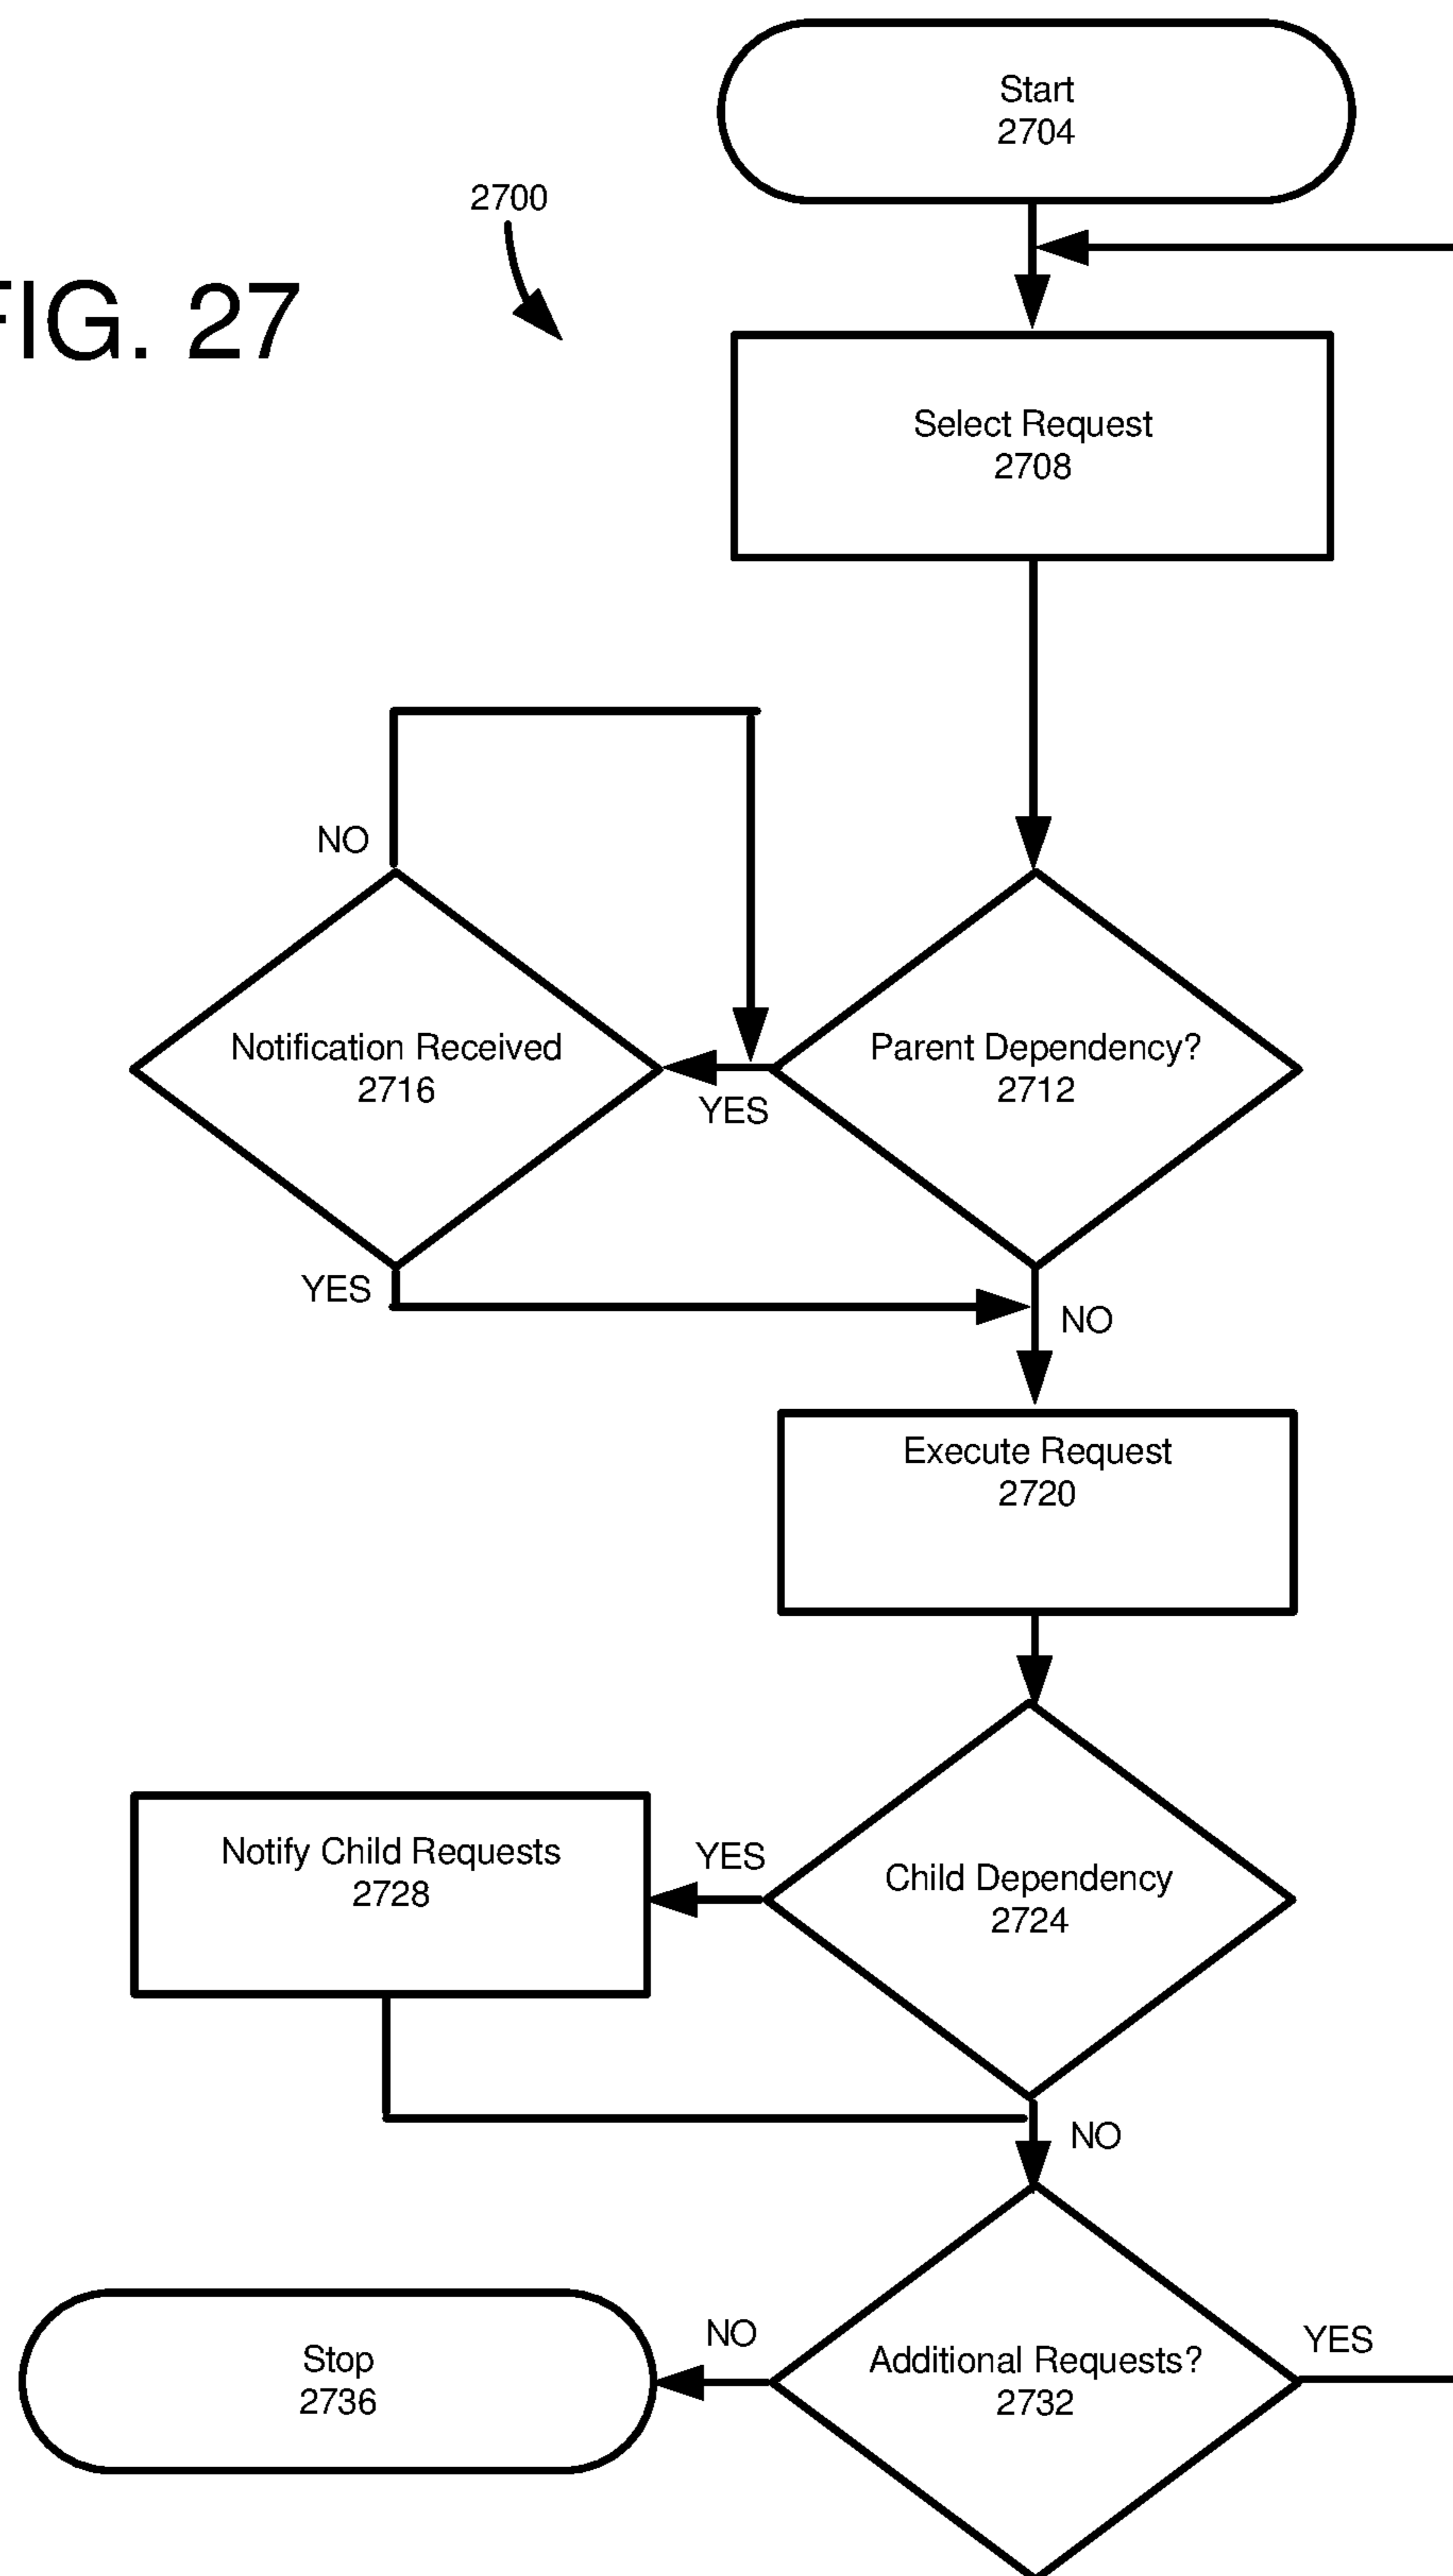 Start
2704
2700
FIG. 27
Select Request
2708
NO
Notification Received
2716
Parent Dependency?
2712
YES
YES
NO
Execute Request
2720
Notify Child Requests
2728
YES
Child Dependency
2724
NO
Stop
2736
NO
Additional Requests?
2732
YES